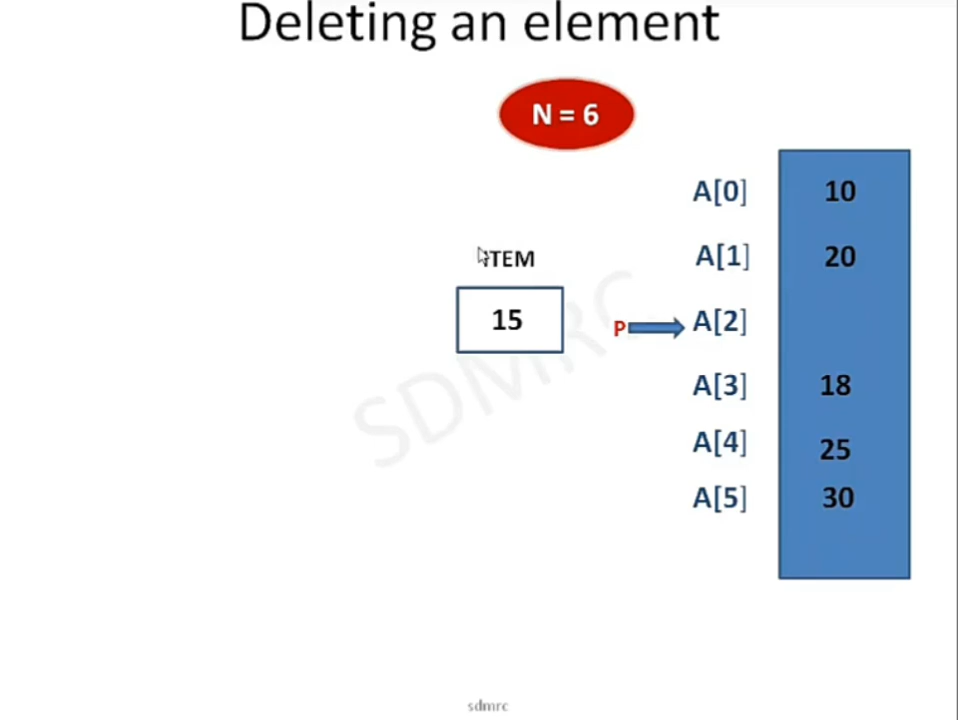 Deleting an element
N = 6
A[0] 10
ITEM
A[1] 20
15
P A[2]
A[3] 18
A[4] 25
A[5] 30
SDMRC
sdmrc